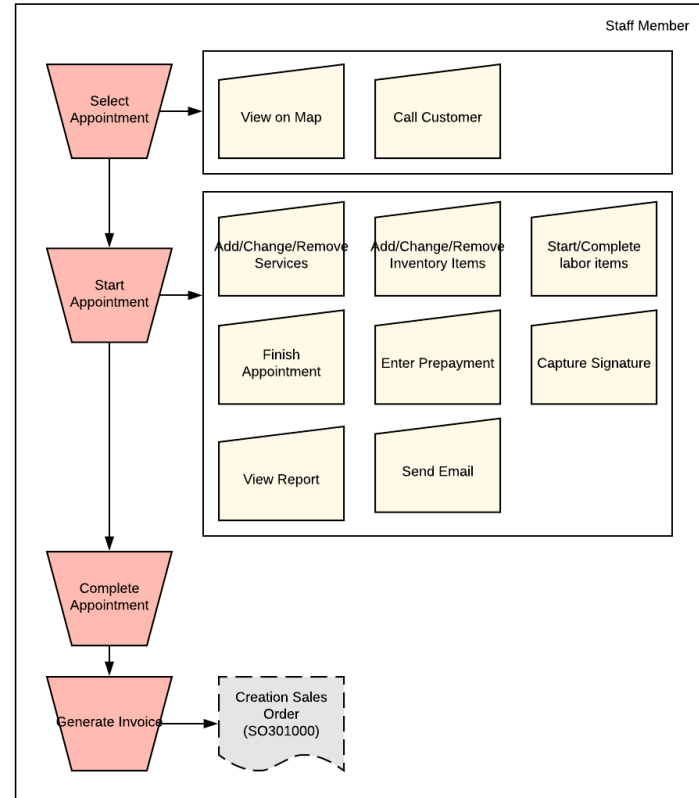 Staff Member
Select
Appointment
View on Map
Call Customer
Start
Appointment
Add/Change/Remove
Services
Add/Change/Remove
Inventory Items
Start/Complete
labor items
Finish
Appointment
Enter Prepayment
Capture Signature
View Report
Send Email
Complete
Appointment
Generate Invoice
Creation Sales
Order
(SO301000)